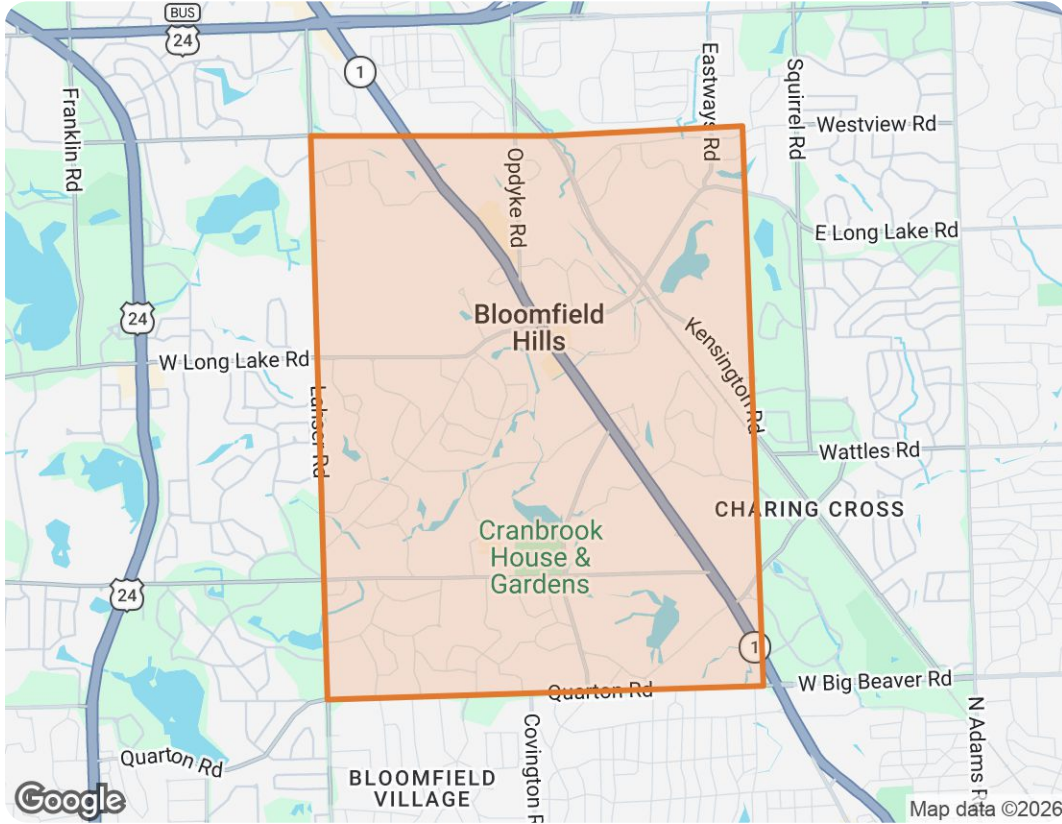 BUS
24
1
Franklin Rd
Eastways Rd
Squirrel Rd
Westview Rd
Opdyke Rd
E Long Lake Rd
24
Bloomfield
Hills
W Long Lake Rd
Kensington Rd
Lahser Rd
Wattles Rd
CHARING CROSS
Cranbrook
House &
Gardens
24
1
Quarton Rd
W Big Beaver Rd
N Adams R
Covington R
Quarton Rd
BLOOMFIELD
VILLAGE
Google
Map data ©2026